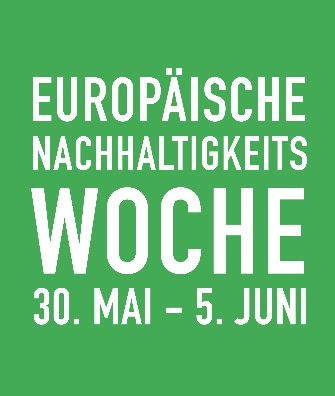 EUROPÄISCHE
NACHHALTIGKEITS
WOCHE
30. MAI – 5. JUNI